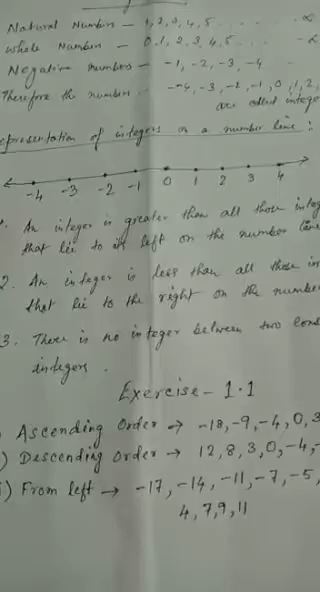 Natural Numbers - 1, 2, 3, 4, 5 . . . . . ∞
Whole Numbers - 0, 1, 2, 3, 4, 5 . . . . - ∞
Negative numbers - -1, -2, -3, -4 -
Therefore the numbers - --4, -3, -2, -1, 0, 1, 2,
are called intege
epresentation of integers on a number line :
-4 -3 -2 -1 0 1 2 3 4
1. An integer is greater than all those integ
that lie to its left on the number line
2. An integer is less than all those in
that lie to the right on the number
3. There is no integer between two cons
integers.
Exercise - 1.1
) Ascending Order → -18, -9, -4, 0, 3
) Descending order → 12, 8, 3, 0, -4, -
i) From left → -17, -14, -11, -7, -5,
4, 7, 9, 11